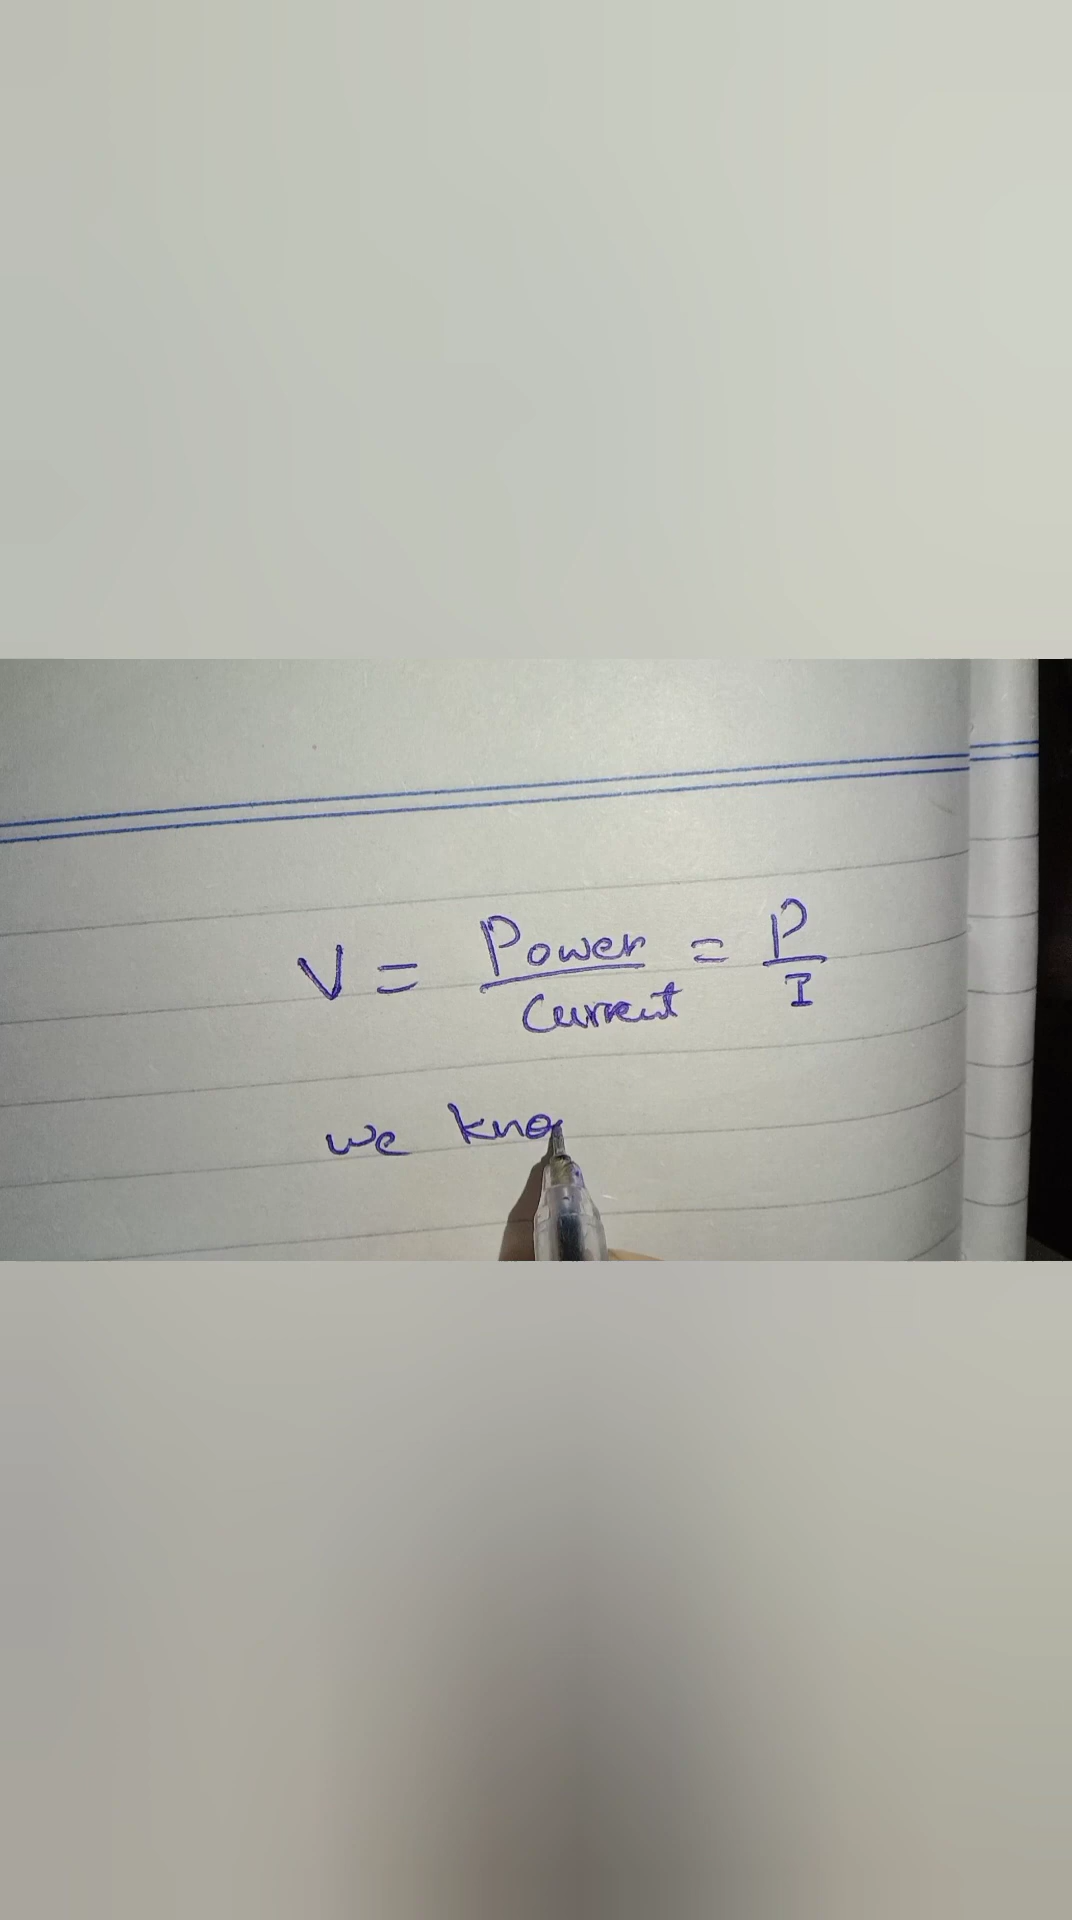 V = Power / Current = P / I
we kno